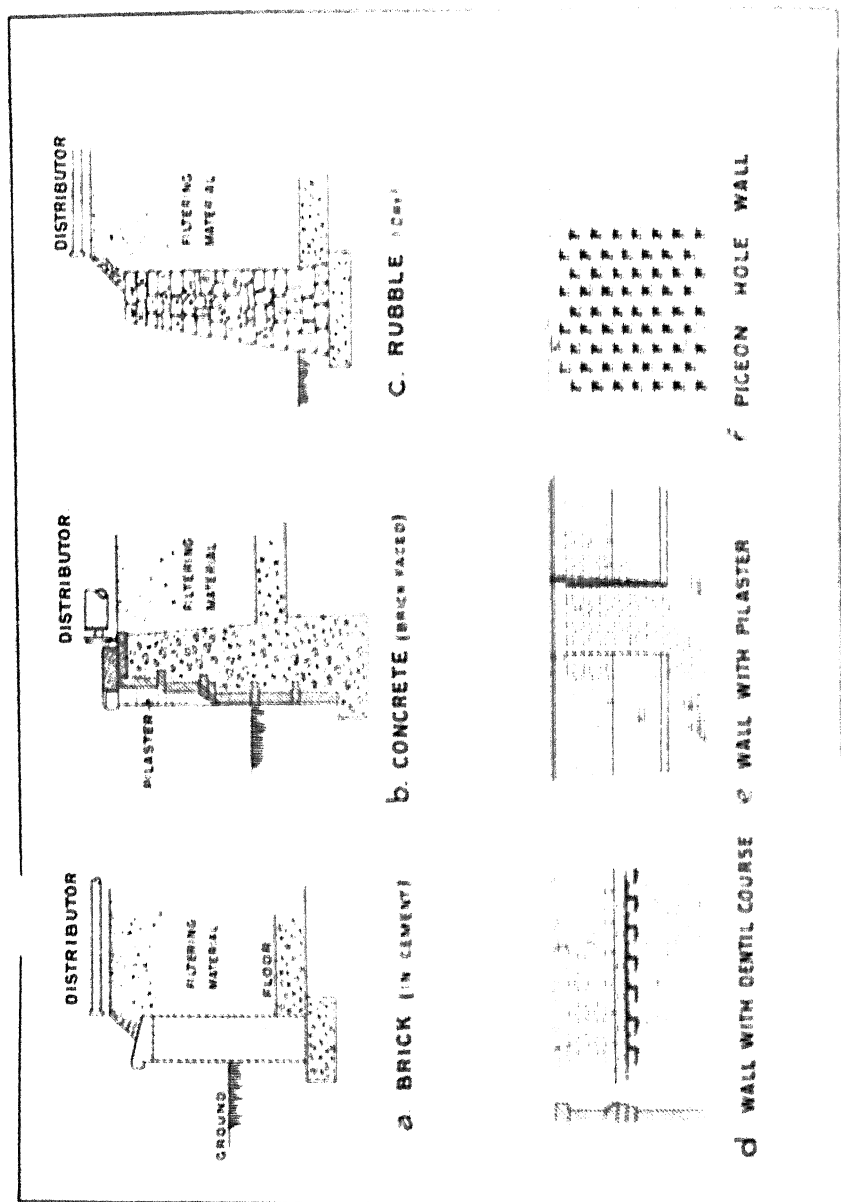 DISTRIBUTOR
FILTERING
MATERIAL
FLOOR
GROUND
a. BRICK (IN CEMENT)
DISTRIBUTOR
FILTERING
MATERIAL
PILASTER
b. CONCRETE (BRICK FACED)
DISTRIBUTOR
FILTERING
MATERIAL
C. RUBBLE (DRY)
d WALL WITH DENTIL COURSE
e WALL WITH PILASTER
f PIGEON HOLE WALL